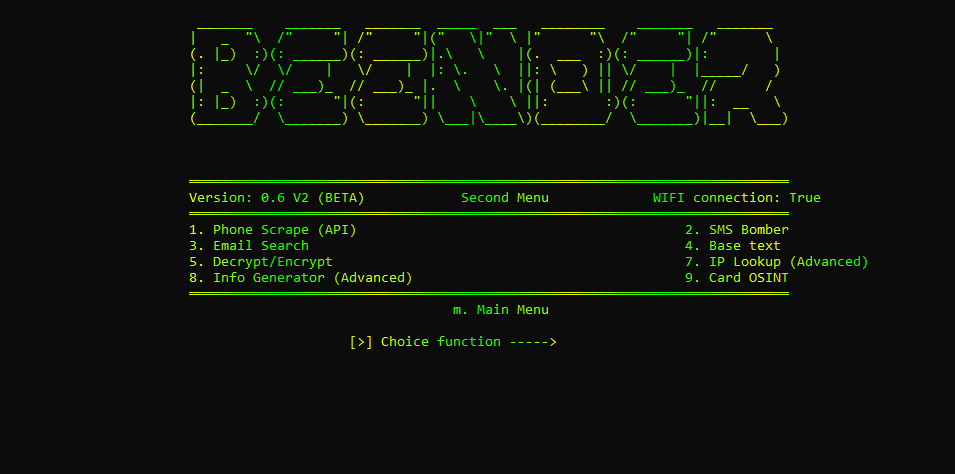 BEENDER
Version: 0.6 V2 (BETA) Second Menu WIFI connection: True
1. Phone Scrape (API) 2. SMS Bomber
3. Email Search 4. Base text
5. Decrypt/Encrypt 7. IP Lookup (Advanced)
8. Info Generator (Advanced) 9. Card OSINT
m. Main Menu
[>] Choice function ----->